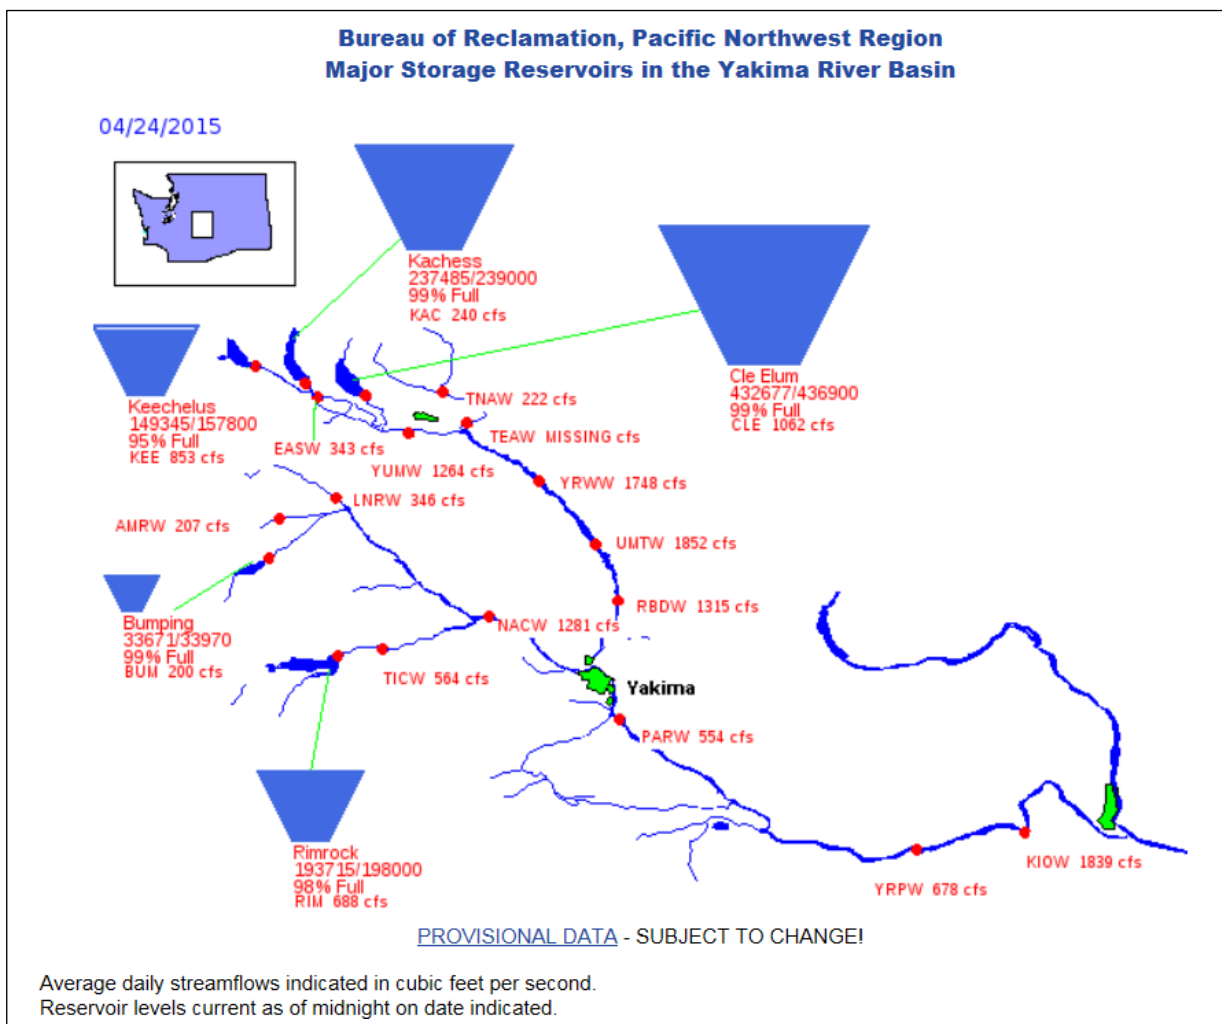 Bureau of Reclamation, Pacific Northwest Region
Major Storage Reservoirs in the Yakima River Basin
04/24/2015
Kachess
237485/239000
99% Full
KAC 240 cfs
Cle Elum
432677/436900
99% Full
CLE 1062 cfs
Keechelus
149345/157800
95% Full
KEE 853 cfs
TNAW 222 cfs
TEAW MISSING cfs
EASW 343 cfs
YUMW 1264 cfs
YRWW 1748 cfs
LNRW 346 cfs
AMRW 207 cfs
UMTW 1852 cfs
Bumping
33671/33970
99% Full
BUM 200 cfs
RBDW 1315 cfs
NACW 1281 cfs
TICW 564 cfs
Yakima
PARW 554 cfs
Rimrock
193715/198000
98% Full
RIM 688 cfs
KIOW 1839 cfs
YRPW 678 cfs
PROVISIONAL DATA - SUBJECT TO CHANGE!
Average daily streamflows indicated in cubic feet per second.
Reservoir levels current as of midnight on date indicated.